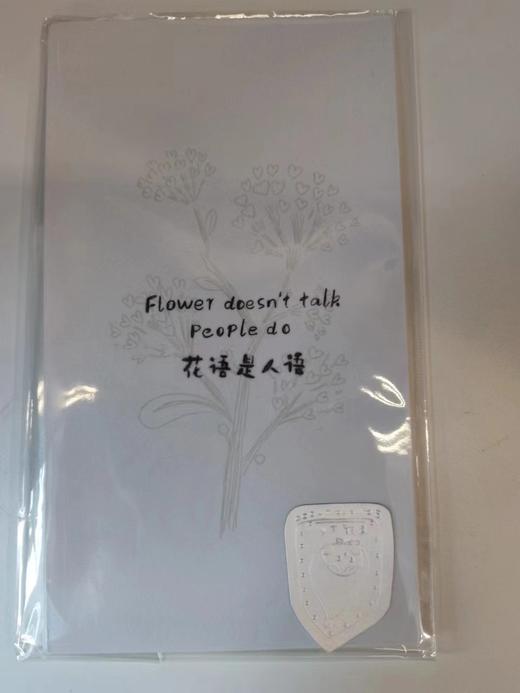 Flower doesn't talk
People do
花语是人语